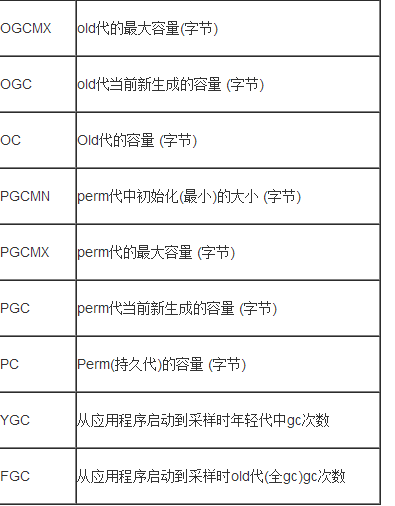 OGCMX old代的最大容量(字节)
OGC old代当前新生成的容量 (字节)
OC Old代的容量 (字节)
PGCMN perm代中初始化(最小)的大小 (字节)
PGCMX perm代的最大容量 (字节)
PGC perm代当前新生成的容量 (字节)
PC Perm(持久代)的容量 (字节)
YGC 从应用程序启动到采样时年轻代中gc次数
FGC 从应用程序启动到采样时old代(全gc)gc次数